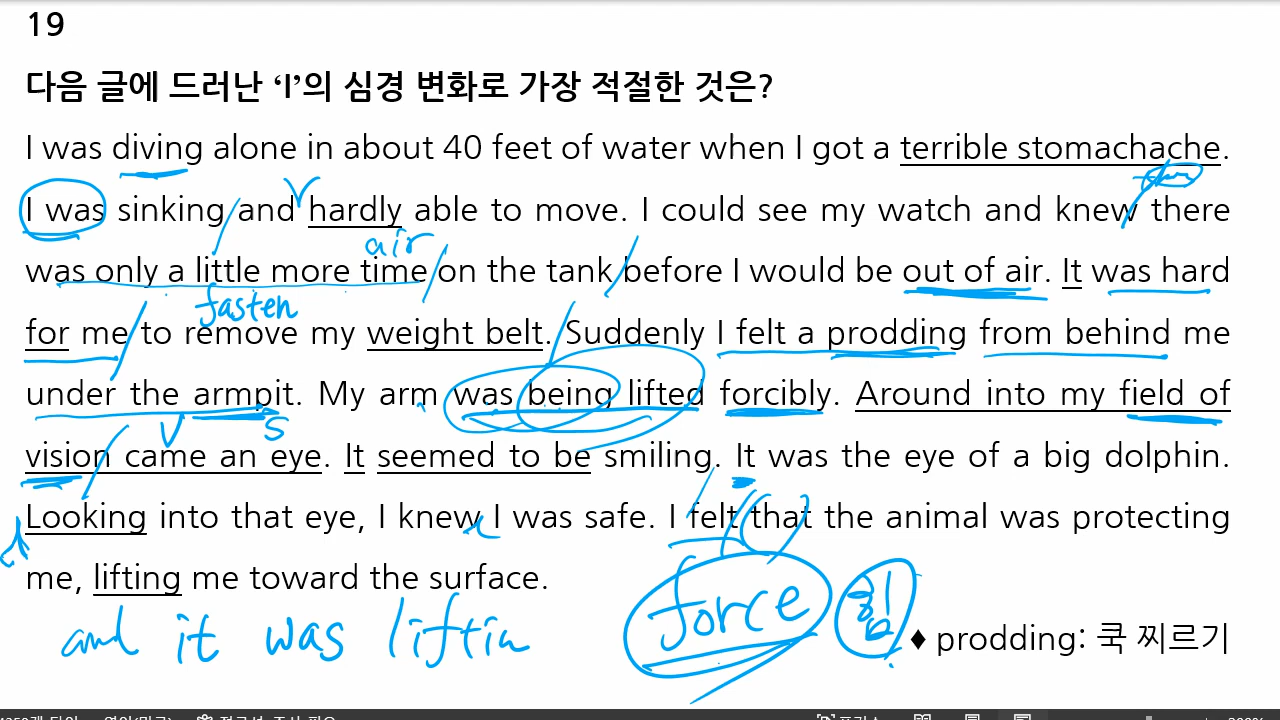 19
다음 글에 드러난 ‘I’의 심경 변화로 가장 적절한 것은?
I was diving alone in about 40 feet of water when I got a terrible stomachache.
I was sinking and hardly able to move. I could see my watch and knew there
air
was only a little more time on the tank before I would be out of air. It was hard
fasten
for me to remove my weight belt. Suddenly I felt a prodding from behind me
under the armpit. My arm was being lifted forcibly. Around into my field of
V S
vision came an eye. It seemed to be smiling. It was the eye of a big dolphin.
Looking into that eye, I knew I was safe. I felt that the animal was protecting
me, lifting me toward the surface.
and it was liftin
force 힘
♦ prodding: 쿡 찌르기